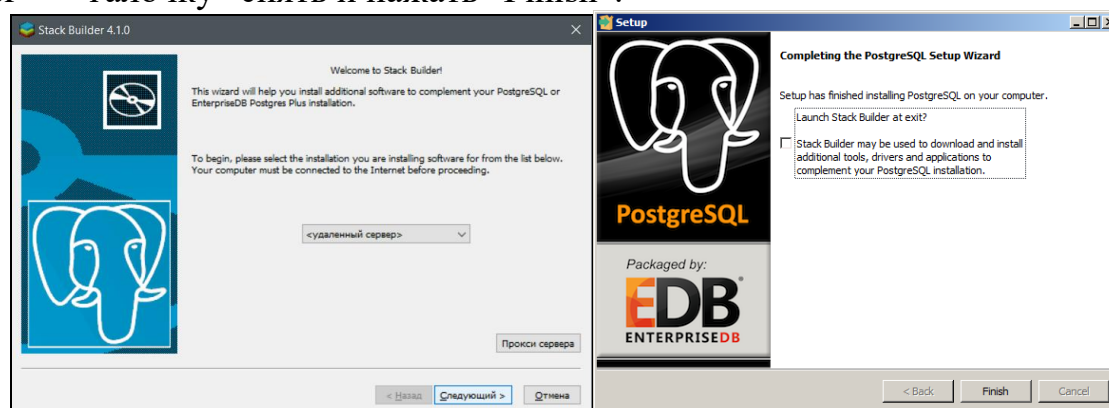 галочку снять и нажать "Finish".
Stack Builder 4.1.0
Welcome to Stack Builder!
This wizard will help you install additional software to complement your PostgreSQL or
EnterpriseDB Postgres Plus installation.
To begin, please select the installation you are installing software for from the list below.
Your computer must be connected to the Internet before proceeding.
<удаленный сервер>
Прокси сервера
< Назад
Следующий >
Отмена
Setup
Completing the PostgreSQL Setup Wizard
Setup has finished installing PostgreSQL on your computer.
Launch Stack Builder at exit?
Stack Builder may be used to download and install
additional tools, drivers and applications to
complement your PostgreSQL installation.
PostgreSQL
Packaged by:
EDB
ENTERPRISEDB
< Back
Finish
Cancel